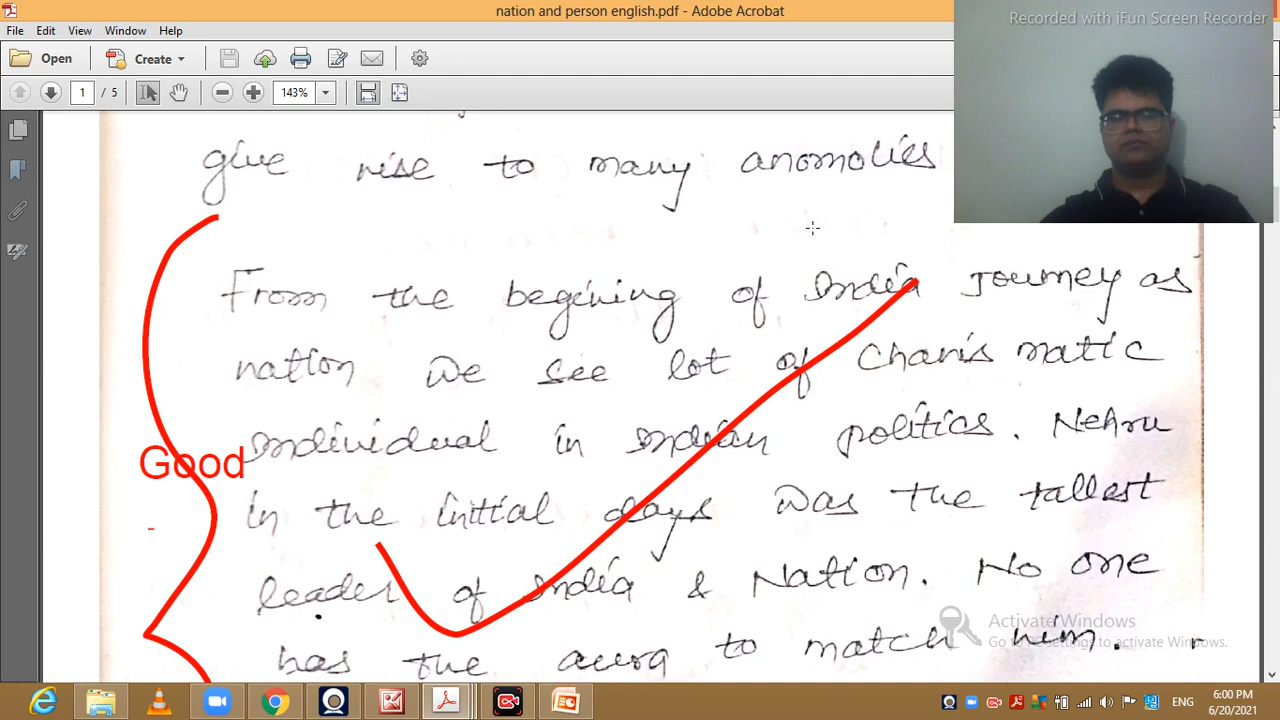 nation and person english.pdf - Adobe Acrobat
Recorded with iFun Screen Recorder
File Edit View Window Help
Open Create
1 / 5 143%
give rise to many anomolies
From the begining of India Journey as
nation We see lot of Charismatic
Individual in Indian politics. Nehru
Good
in the initial days was the tallest
leader of India & Nation. No one
has the aura to match him.
Activate Windows
Go to PC settings to activate Windows.
ENG
6:00 PM
6/20/2021